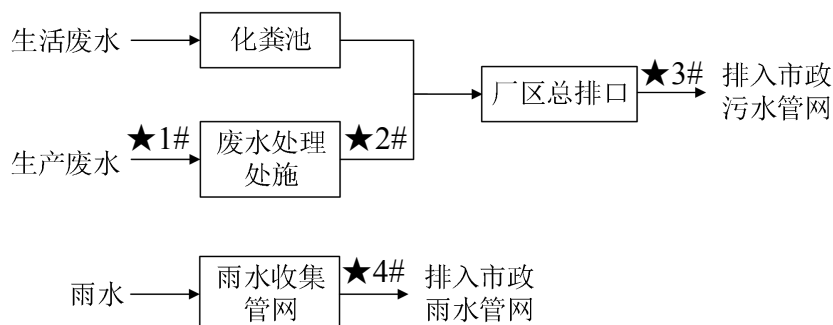 生活废水
化粪池
厂区总排口
★3#
排入市政
污水管网
生产废水
★1#
废水处理
处施
★2#
雨水
雨水收集
管网
★4#
排入市政
雨水管网